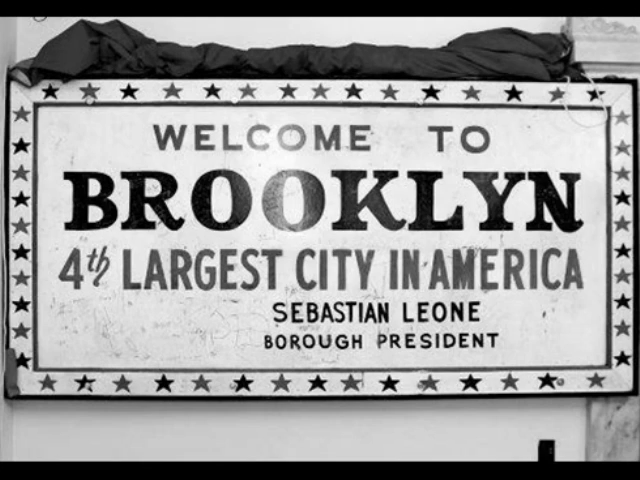 WELCOME TO
BROOKLYN
4th LARGEST CITY IN AMERICA
SEBASTIAN LEONE
BOROUGH PRESIDENT